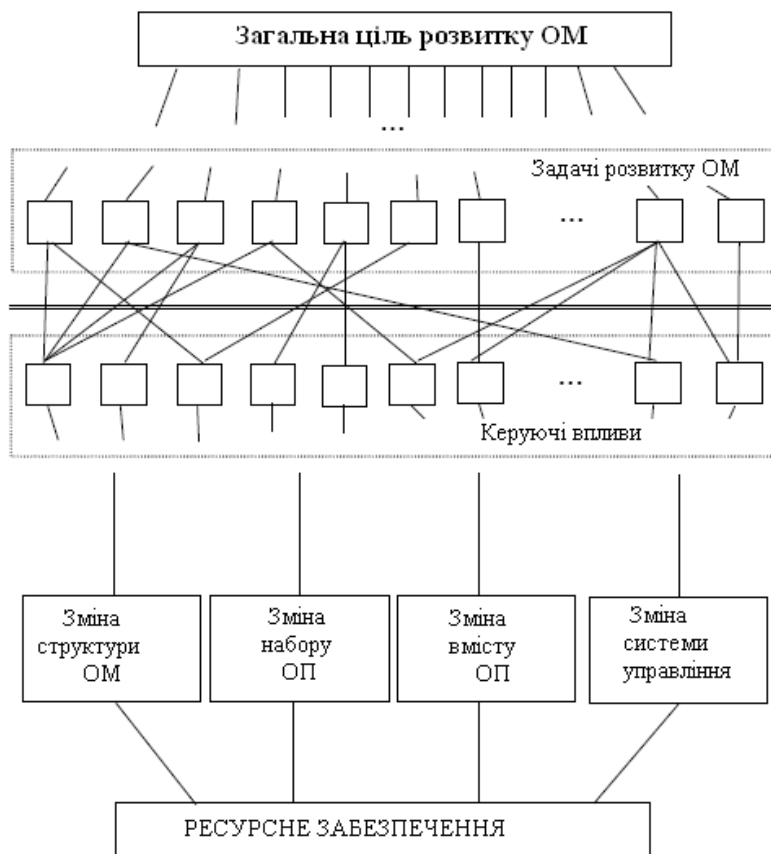 Загальна ціль розвитку ОМ
...
Задачі розвитку ОМ
...
...
Керуючі впливи
Зміна
структури
ОМ
Зміна
набору
ОП
Зміна
вмісту
ОП
Зміна
системи
управління
РЕСУРСНЕ ЗАБЕЗПЕЧЕННЯ